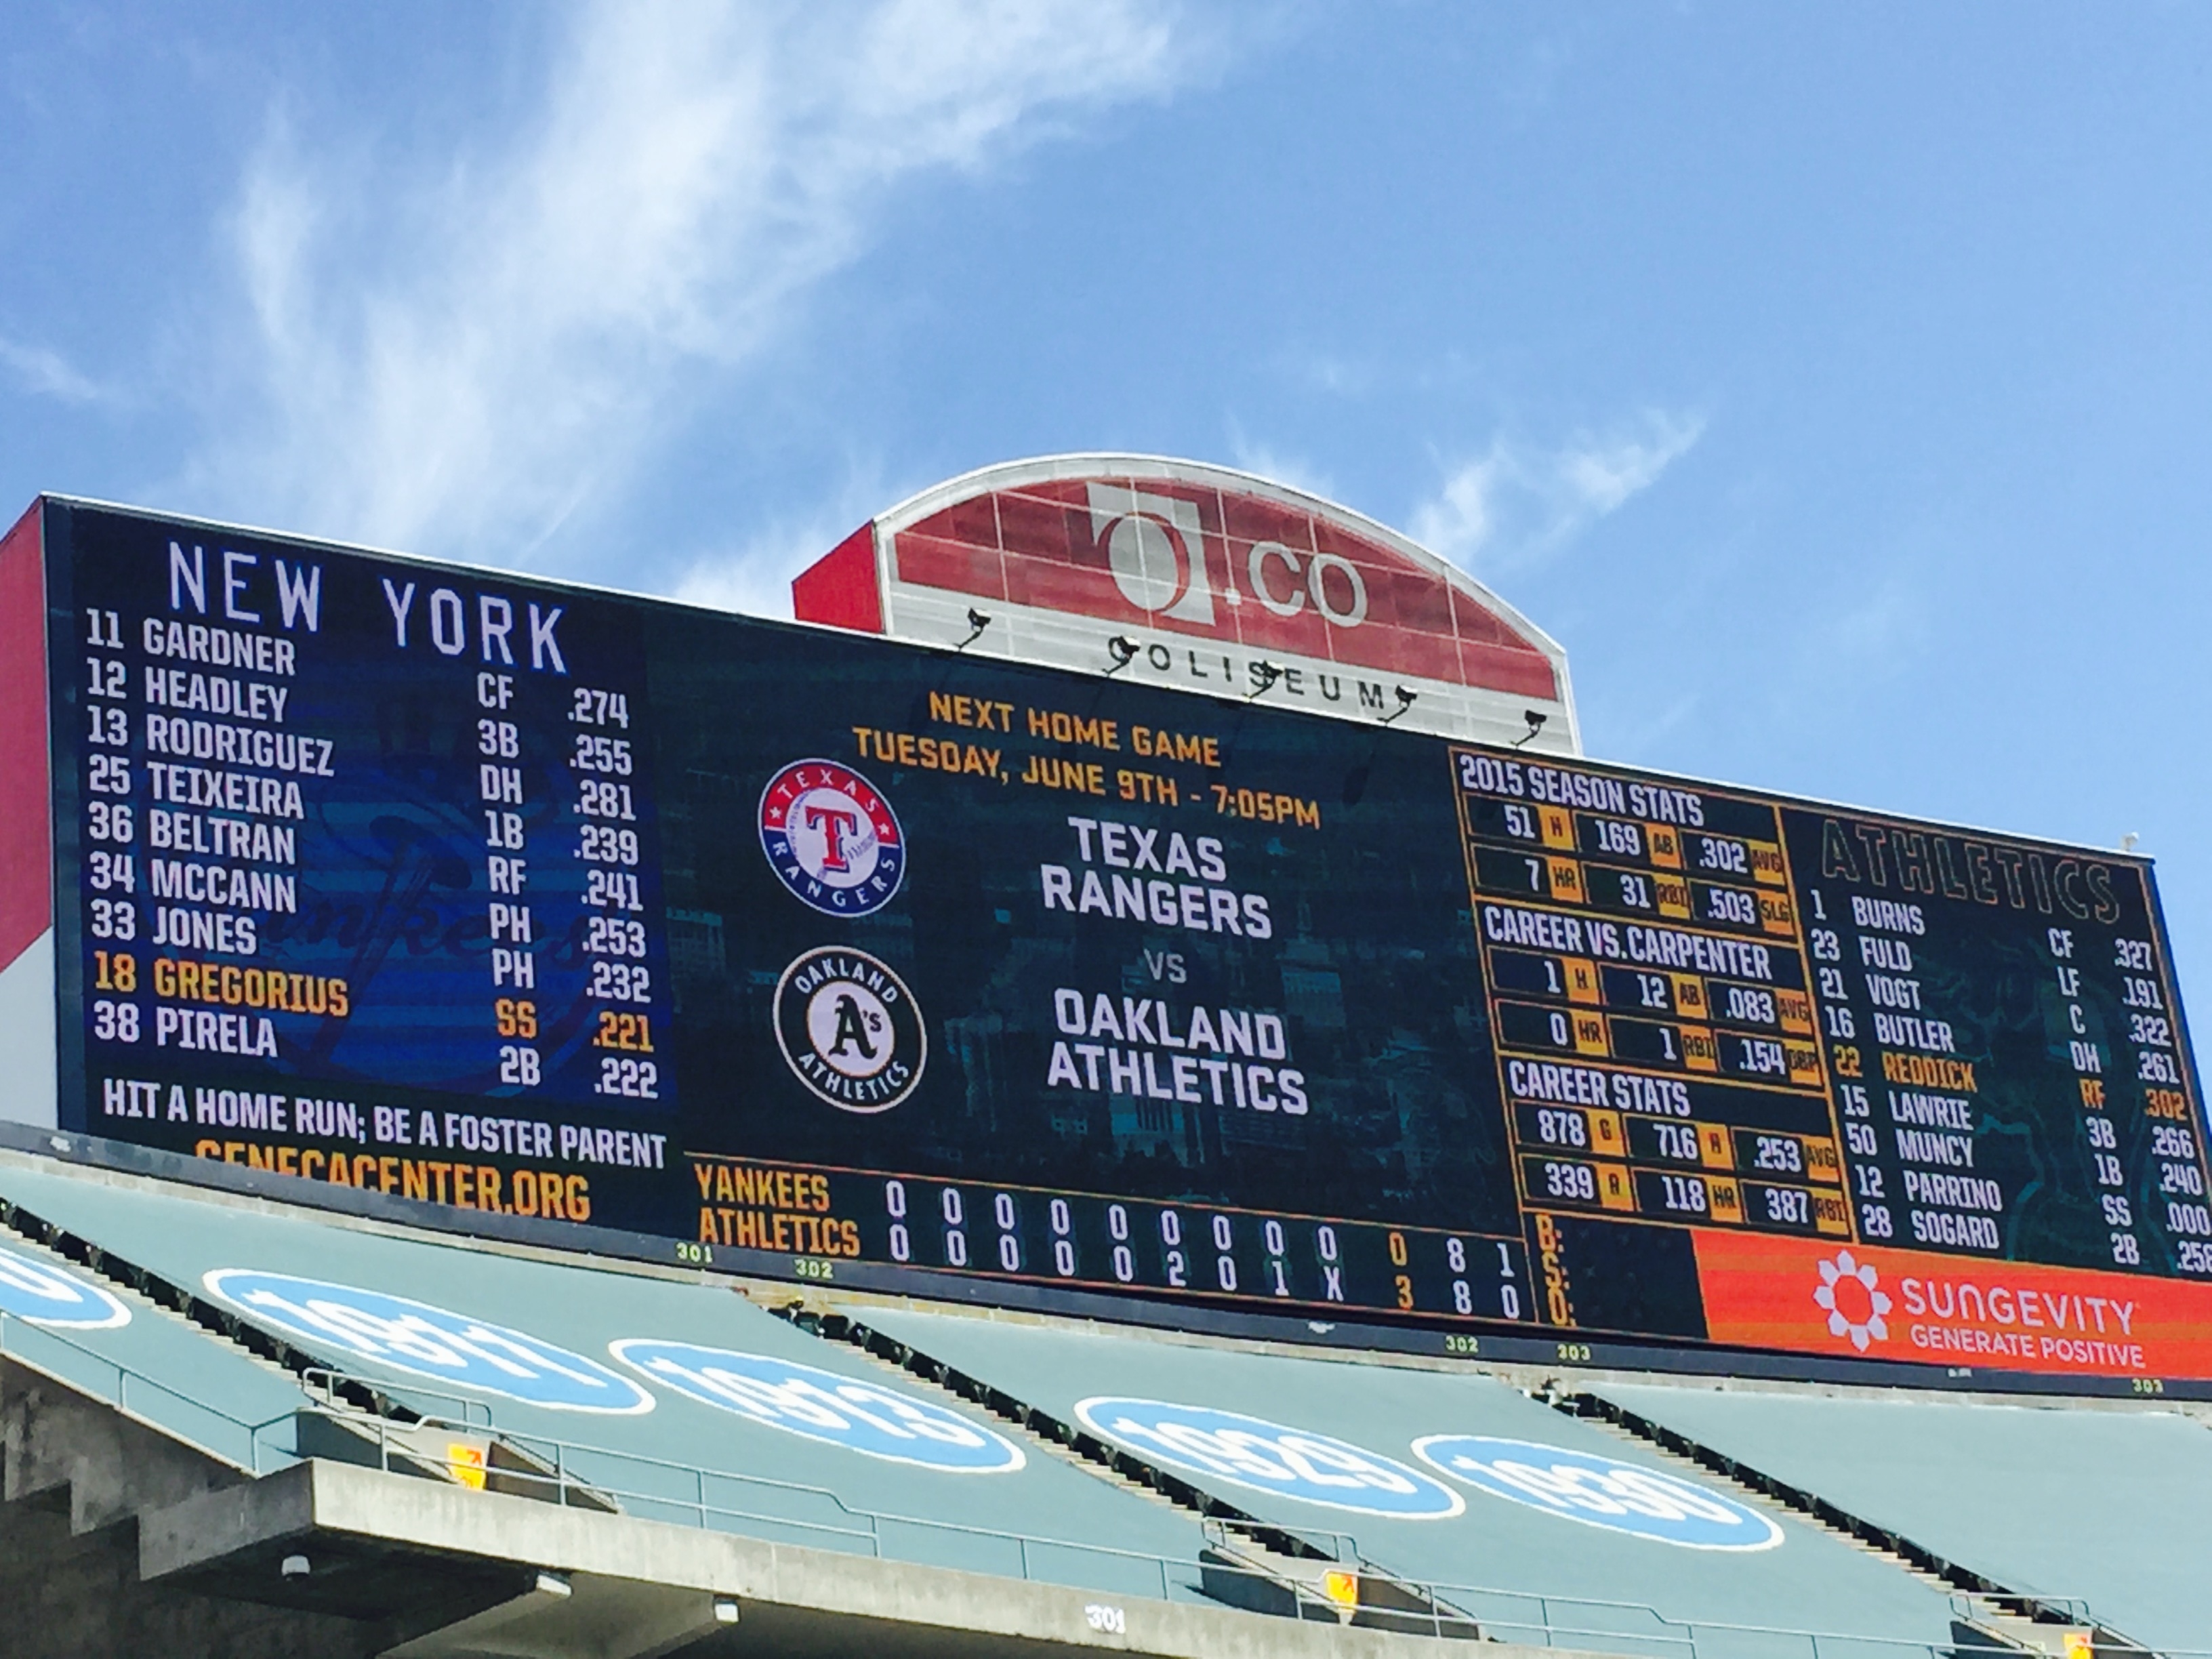 a.co
COLISEUM
NEW YORK
11 GARDNER CF .274
12 HEADLEY 3B .255
13 RODRIGUEZ DH .281
25 TEIXEIRA 1B .239
36 BELTRAN RF .241
34 MCCANN PH .253
33 JONES PH .232
18 GREGORIUS SS .221
38 PIRELA 2B .222
HIT A HOME RUN; BE A FOSTER PARENT
GENECACENTER.ORG
NEXT HOME GAME
TUESDAY, JUNE 9TH - 7:05PM
TEXAS
T
RANGERS
TEXAS
RANGERS
VS
OAKLAND
A'S
ATHLETICS
OAKLAND
ATHLETICS
YANKEES 0 0 0 0 0 0 0 0 0 0 8 1
ATHLETICS 0 0 0 0 0 2 0 1 X 3 8 0
2015 SEASON STATS
51 H 169 AB .302 AVG
7 HR 31 RBI .503 SLG
CAREER VS. CARPENTER
1 H 12 AB .083 AVG
0 HR 1 RBI .154 OBP
CAREER STATS
878 G 716 H .253 AVG
339 R 118 HR 387 RBI
B:
S:
O:
ATHLETICS
1 BURNS CF .327
23 FULD LF .191
21 VOGT C .322
16 BUTLER DH .261
22 REDDICK RF .302
15 LAWRIE 3B .266
50 MUNCY 1B .240
12 PARRINO SS .000
28 SOGARD 2B
SUNGEVITY
GENERATE POSITIVE
301
302
302
303
303
1911
1913
1929
1930
301